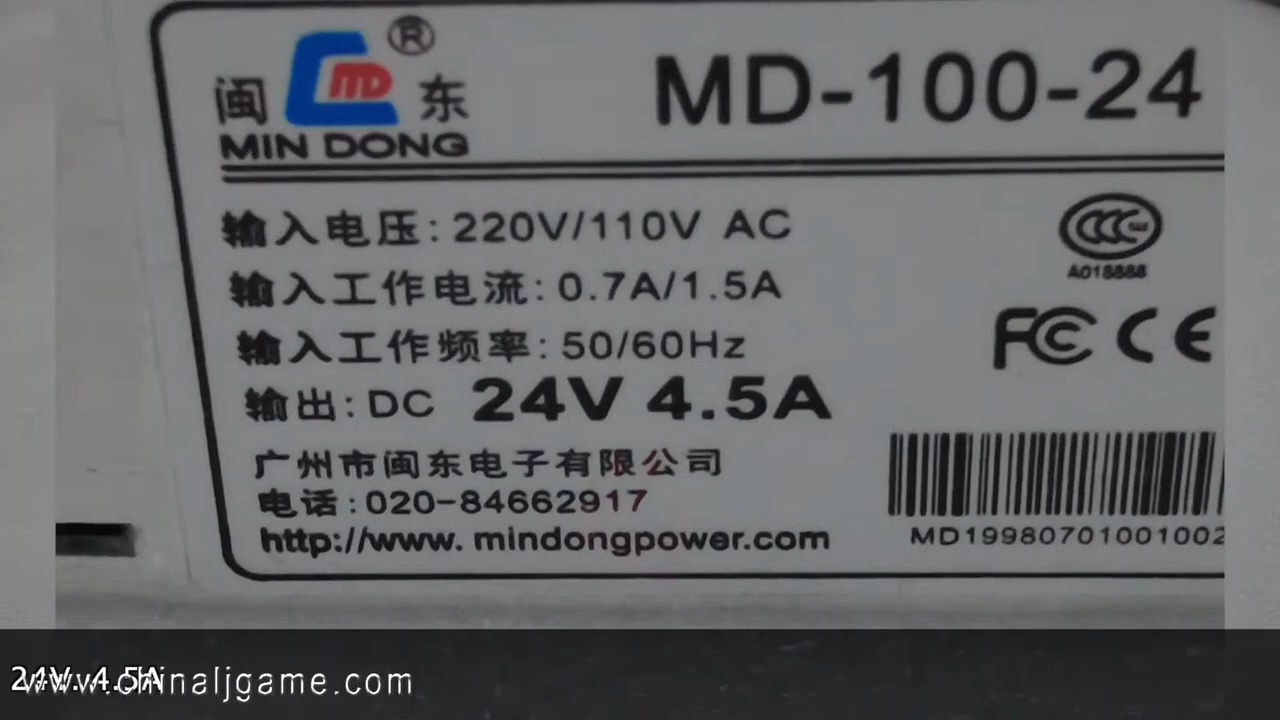 闽 MD 东 ®
MIN DONG
MD-100-24
输入电压: 220V/110V AC
输入工作电流: 0.7A/1.5A
输入工作频率: 50/60Hz
输出: DC 24V 4.5A
CCC
A018888
FC CE
广州市闽东电子有限公司
电话: 020-84662917
http://www. mindongpower.com
MD19980701001002
24V. 4.5A
www.chinaljgame.com